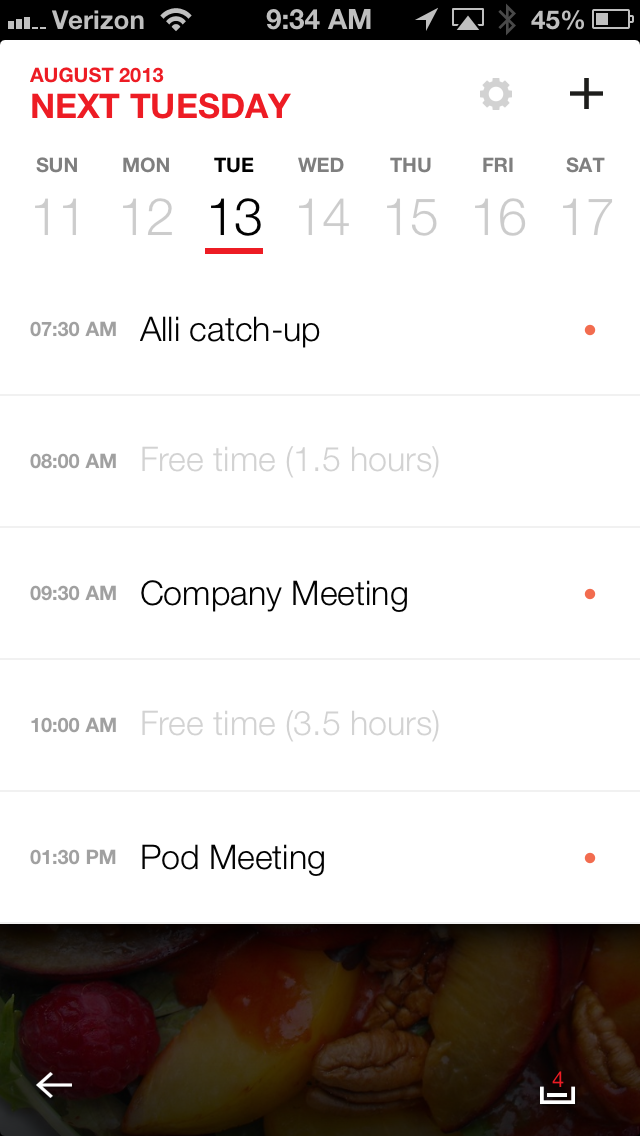 Verizon 9:34 AM 45%
AUGUST 2013
NEXT TUESDAY
SUN MON TUE WED THU FRI SAT
11 12 13 14 15 16 17
07:30 AM Alli catch-up
08:00 AM Free time (1.5 hours)
09:30 AM Company Meeting
10:00 AM Free time (3.5 hours)
01:30 PM Pod Meeting
4